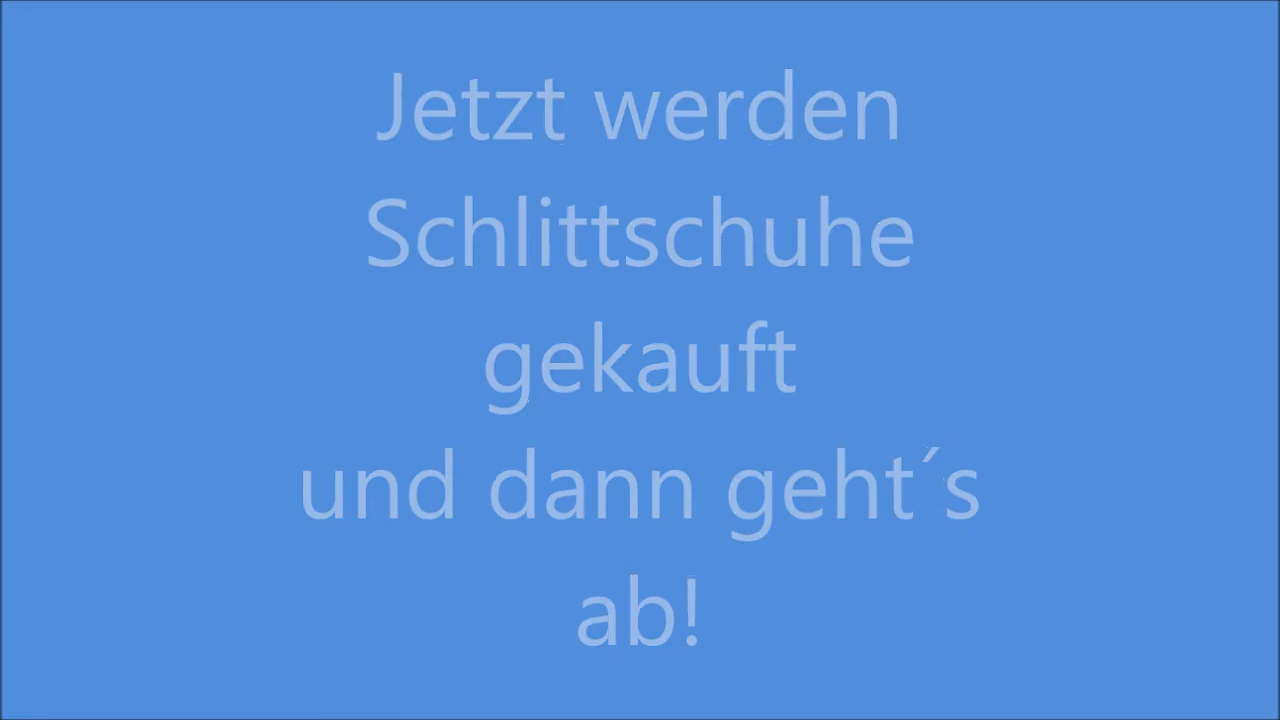 Jetzt werden
Schlittschuhe
gekauft
und dann geht´s
ab!